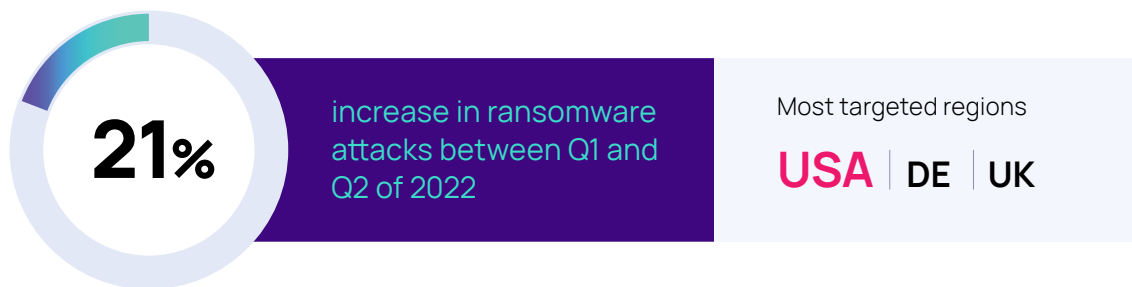 21%
increase in ransomware
attacks between Q1 and
Q2 of 2022
Most targeted regions
USA | DE | UK